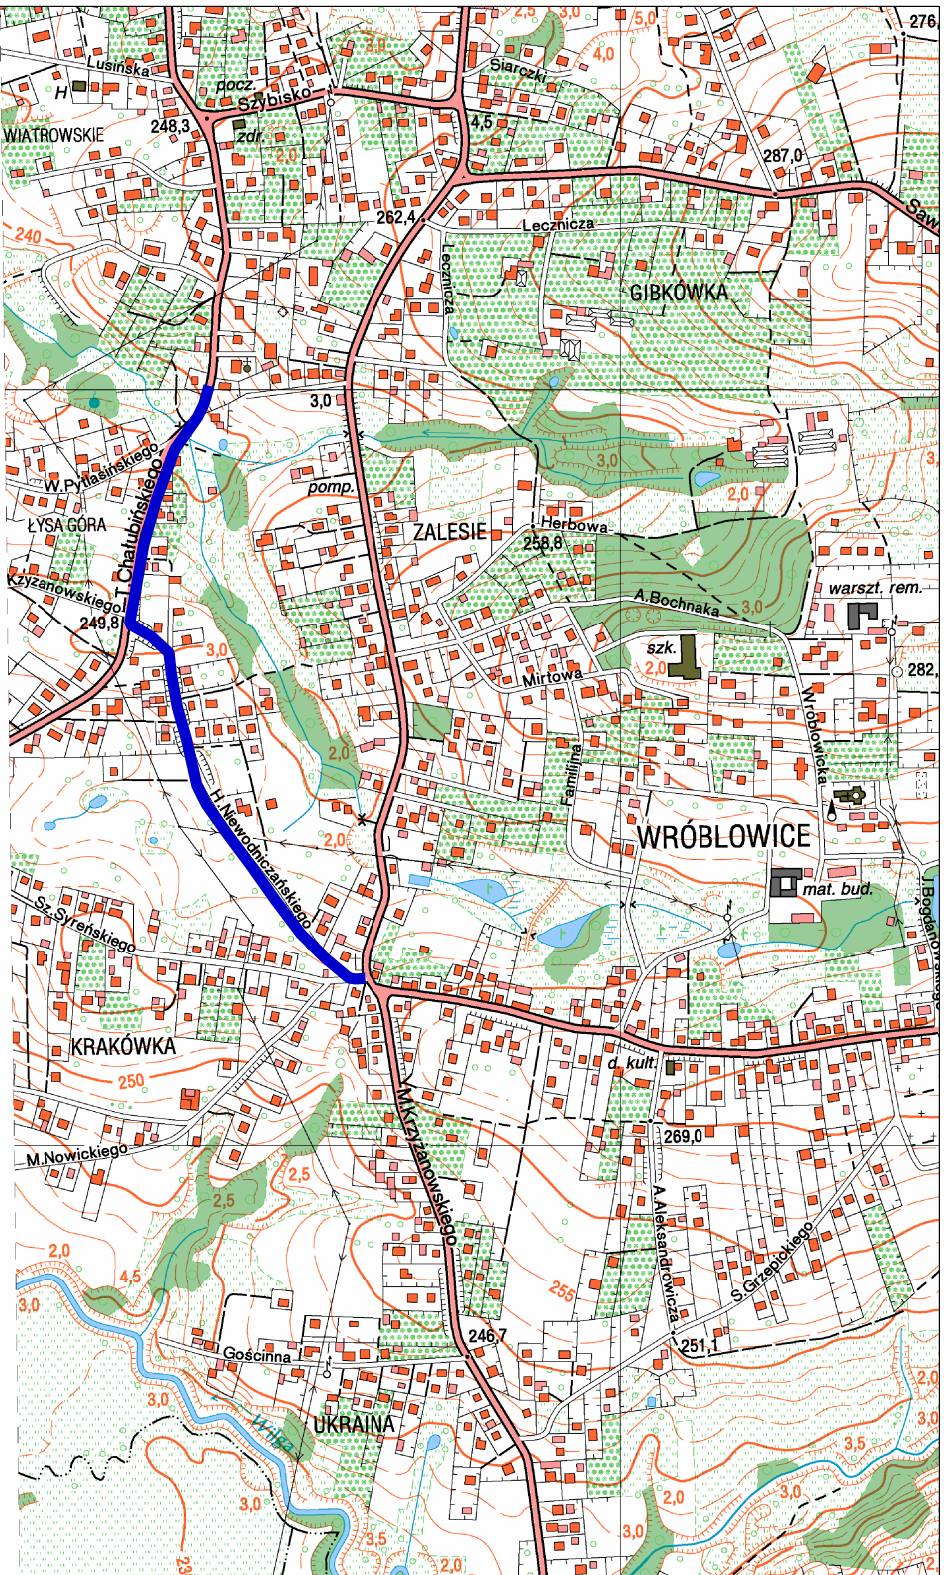 2,5
3,0
5,0
276
3,0
4,0
Lusińska
Siarczki
H
pocz.
Szybisko
248,3
4,5
WIATROWSKIE
zdr.
2,0
287,0
262,4
Lecznicza
Saw
240
Lecznicza
GIBKÓWKA
3,0
W.Pytlasińskiego
3,0
3,
pomp.
2,0
ŁYSA GÓRA
T.Chałubińskiego
ZALESIE
Herbowa
258,8
Kzyzanowskiego
warszt. rem.
A.Bochnaka
3,0
249,8
3,0
szk.
2,0
282,
Mirtowa
Wróblowicka
2,0
Familijna
H.Niewodniczańskiego
2,0
WRÓBLOWICE
mat. bud.
Sz.Syreńskiego
J.Bogdanowskiego
KRAKÓWKA
d. kult.
250
M.Krzyżanowskiego
269,0
M.Nowickiego
2,5
2,5
A.Aleksandrowicza
2,0
S.Grzepickiego
4,5
3,0
255
246,7
251,1
Gościnna
2,0
3,0
3,0
Wilga
UKRAINA
3,5
3,0
2,0
3,0
3,0
3,5
2,0
23